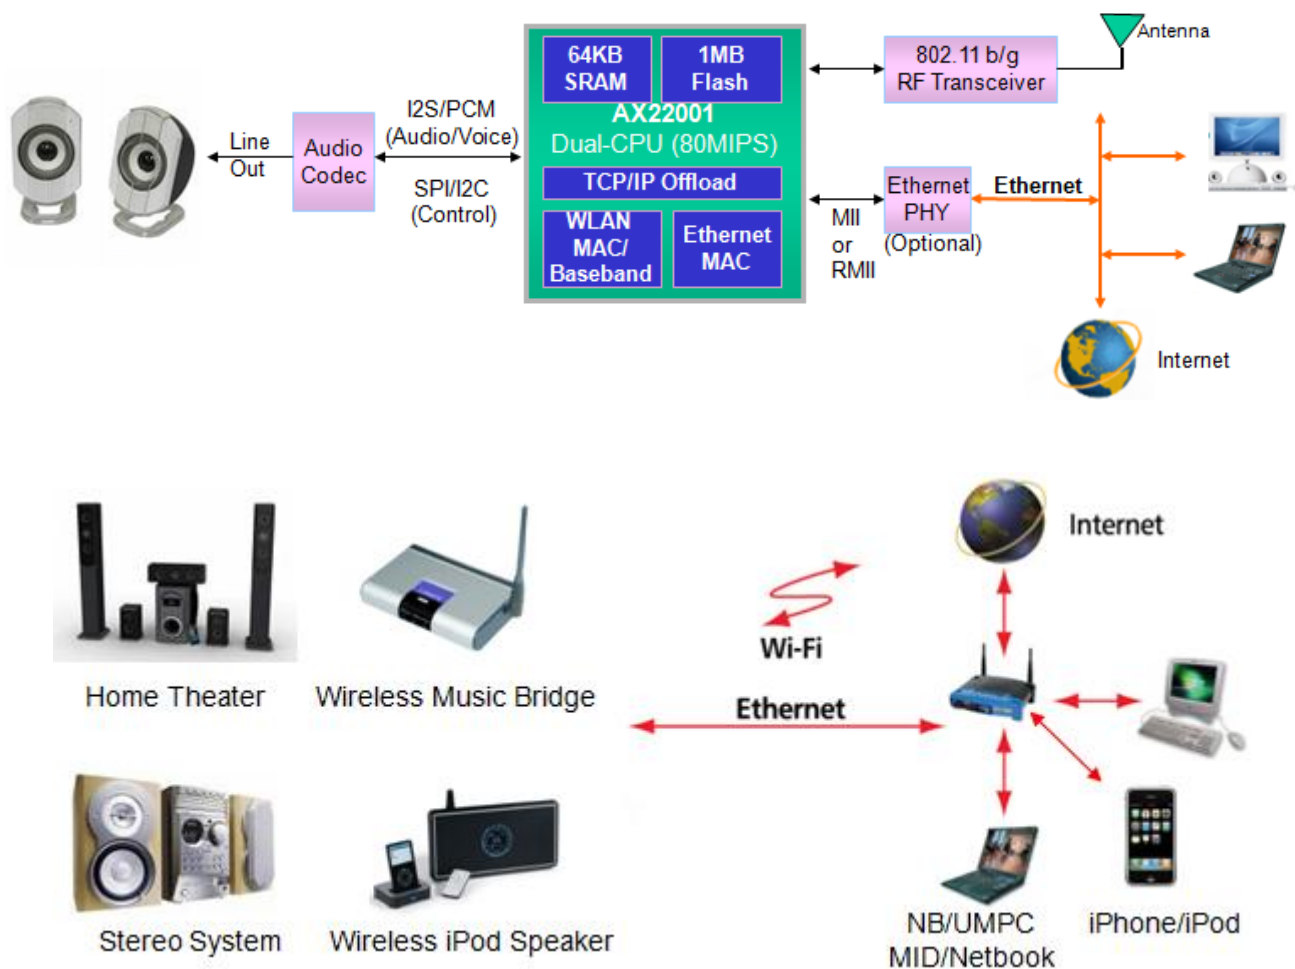 64KB
SRAM
1MB
Flash
AX22001
Dual-CPU (80MIPS)
TCP/IP Offload
WLAN
MAC/
Baseband
Ethernet
MAC
802.11 b/g
RF Transceiver
Antenna
Line
Out
Audio
Codec
I2S/PCM
(Audio/Voice)
SPI/I2C
(Control)
MII
or
RMII
Ethernet
PHY
(Optional)
Ethernet
Internet
Home Theater
Wireless Music Bridge
Stereo System
Wireless iPod Speaker
Wi-Fi
Ethernet
Internet
NB/UMPC
MID/Netbook
iPhone/iPod